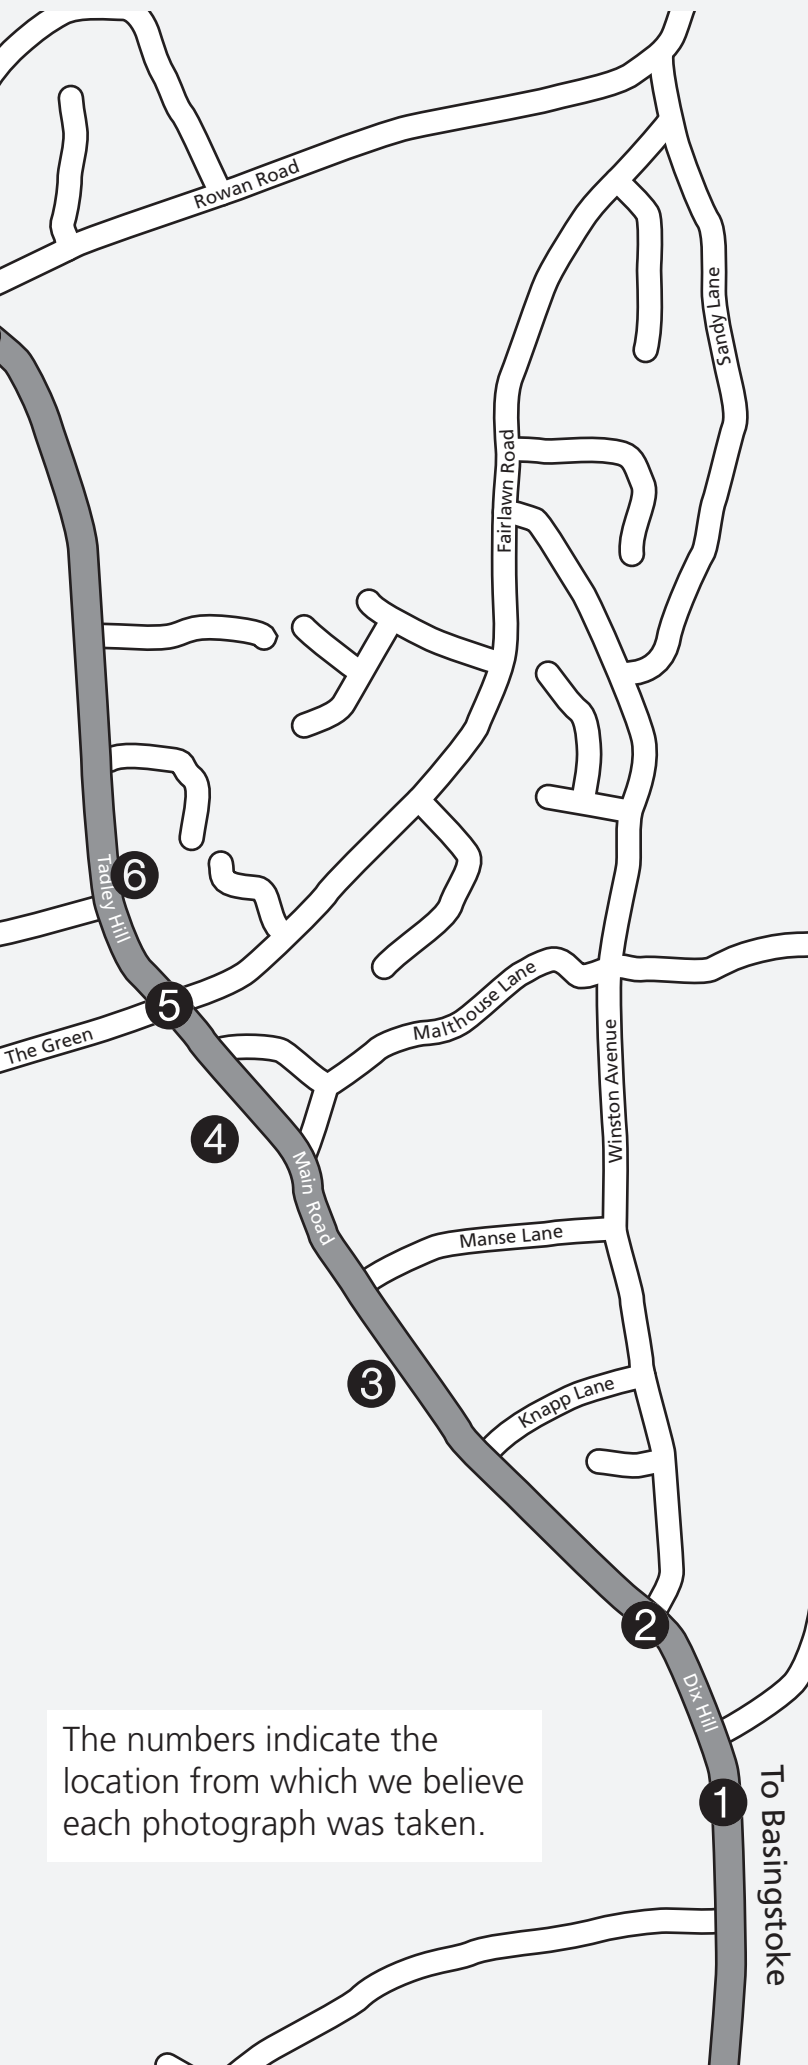 Rowan Road
Sandy Lane
Fairlawn Road
6
Tadley Hill
5
The Green
Malthouse Lane
Winston Avenue
4
Main Road
Manse Lane
3
Knapp Lane
2
Dix Hill
The numbers indicate the
location from which we believe
each photograph was taken.
1
To Basingstoke